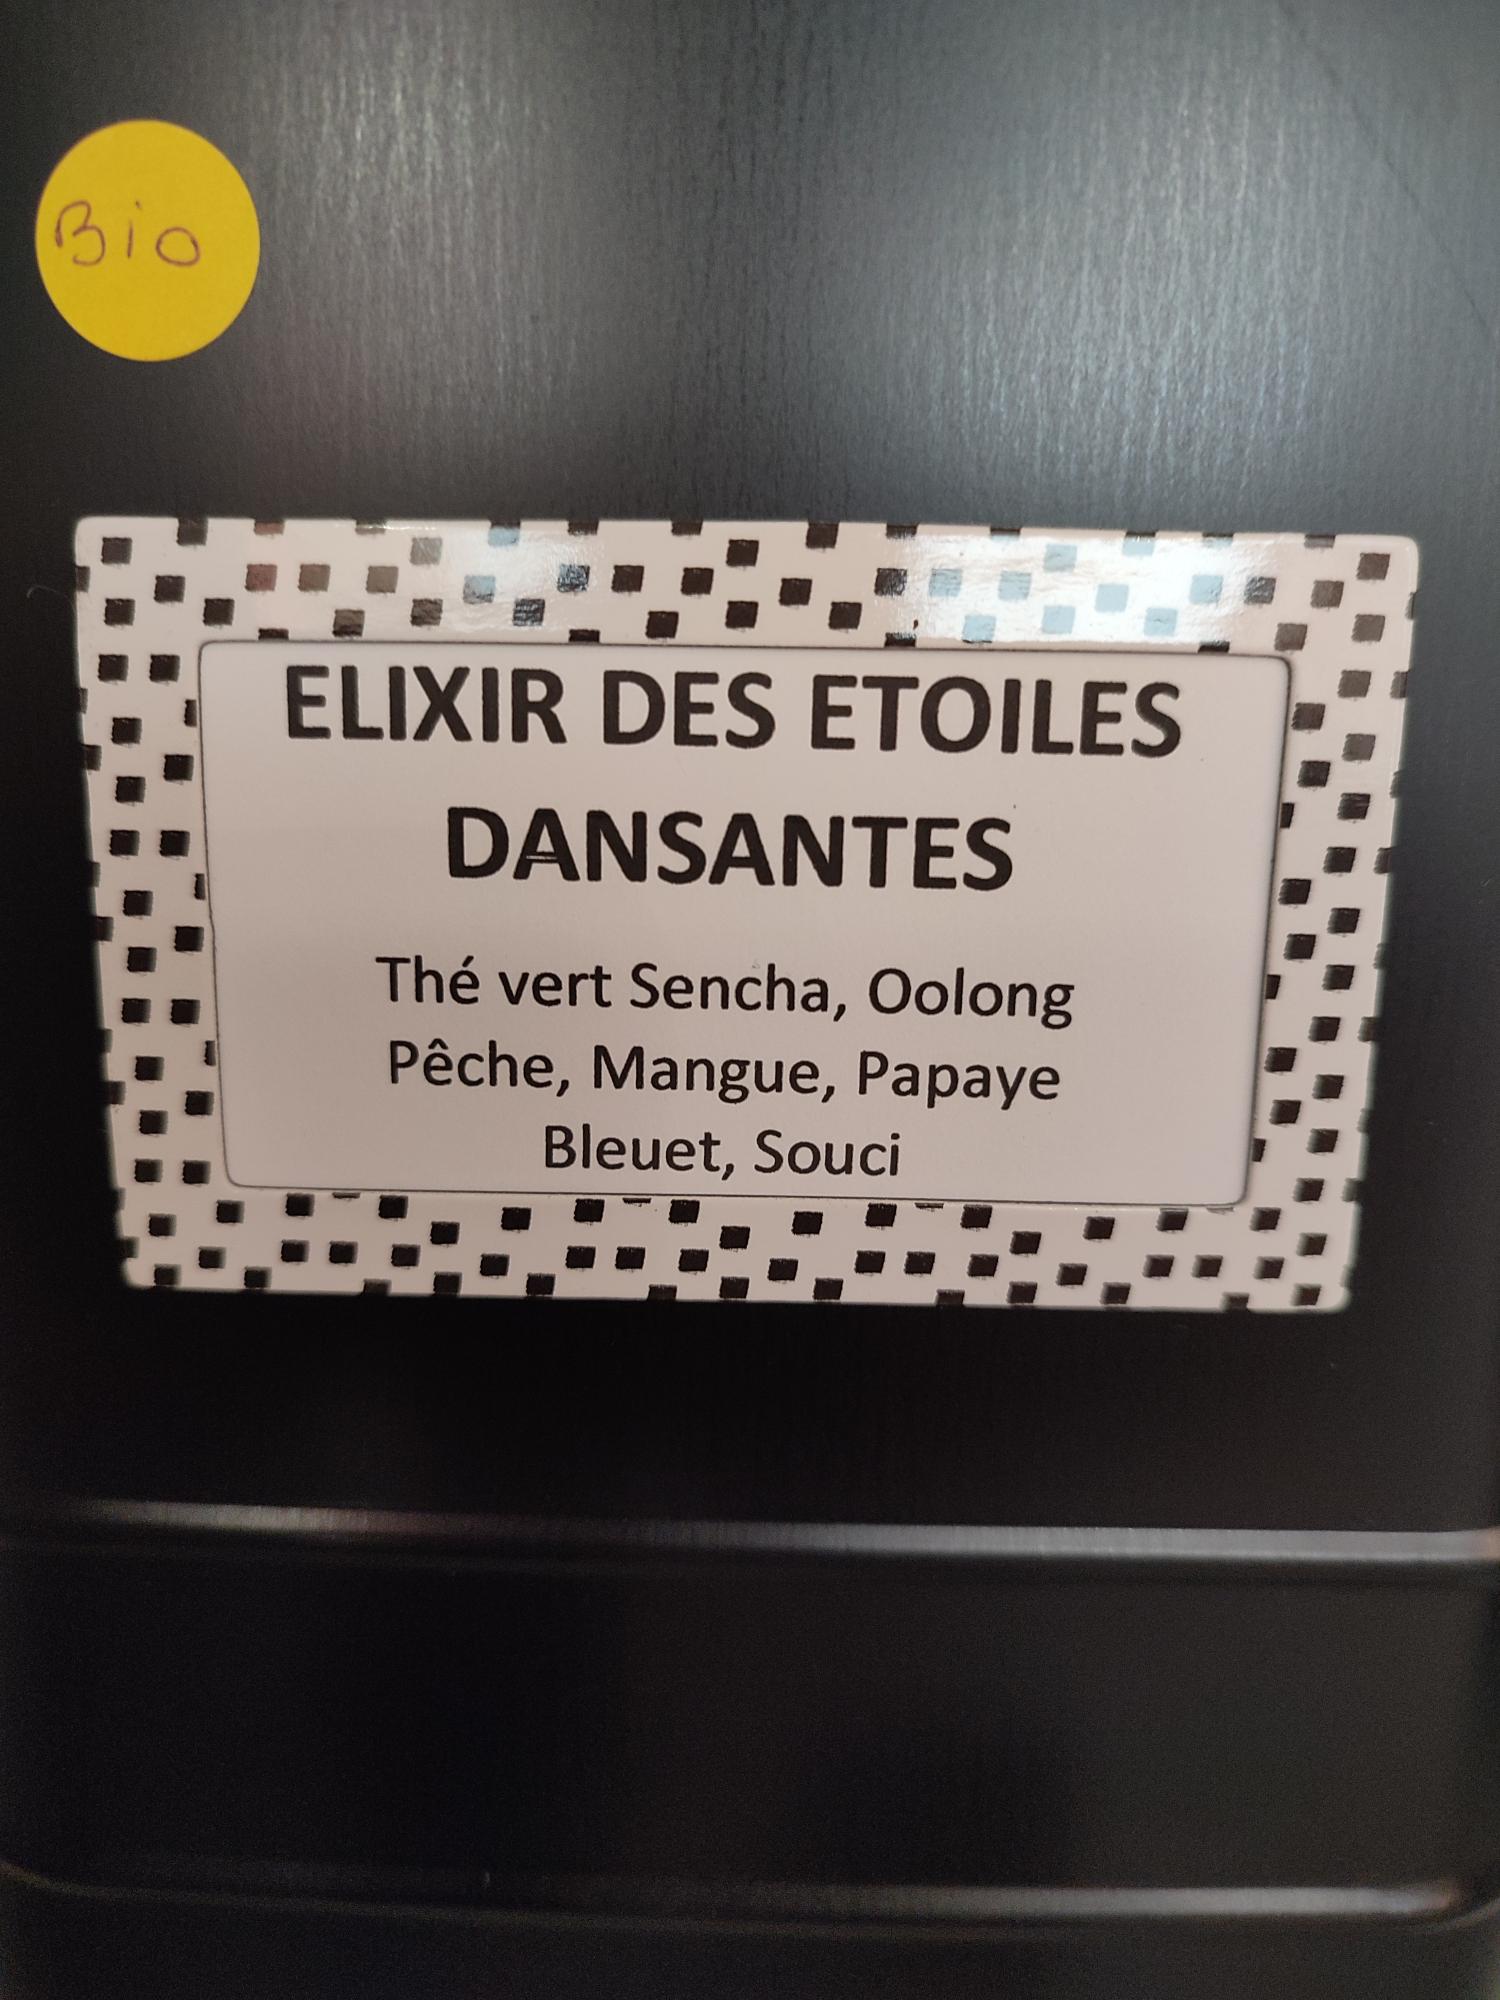 Bio
ELIXIR DES ETOILES
DANSANTES
Thé vert Sencha, Oolong
Pêche, Mangue, Papaye
Bleuet, Souci